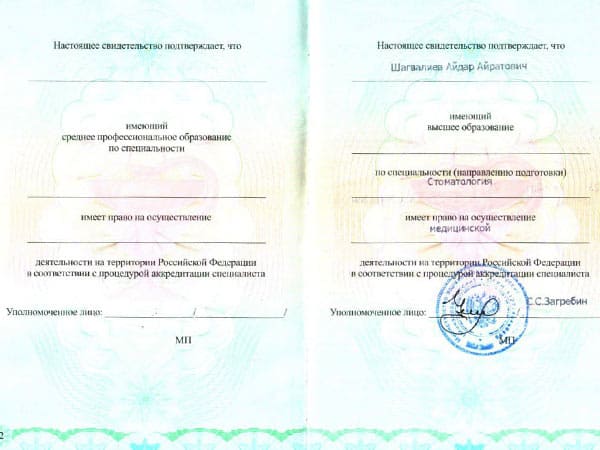 Настоящее свидетельство подтверждает, что
имеющий
среднее профессиональное образование
по специальности
имеет право на осуществление
деятельности на территории Российской Федерации
в соответствии с процедурой аккредитации специалиста
Уполномоченное лицо: / /
МП
2
Настоящее свидетельство подтверждает, что
Шагвалиев Айдар Айратович
имеющий
высшее образование
по специальности (направлению подготовки)
Стоматология
имеет право на осуществление
медицинской
деятельности на территории Российской Федерации
в соответствии с процедурой аккредитации специалиста
С.С.Загребин
Уполномоченное лицо:
МП